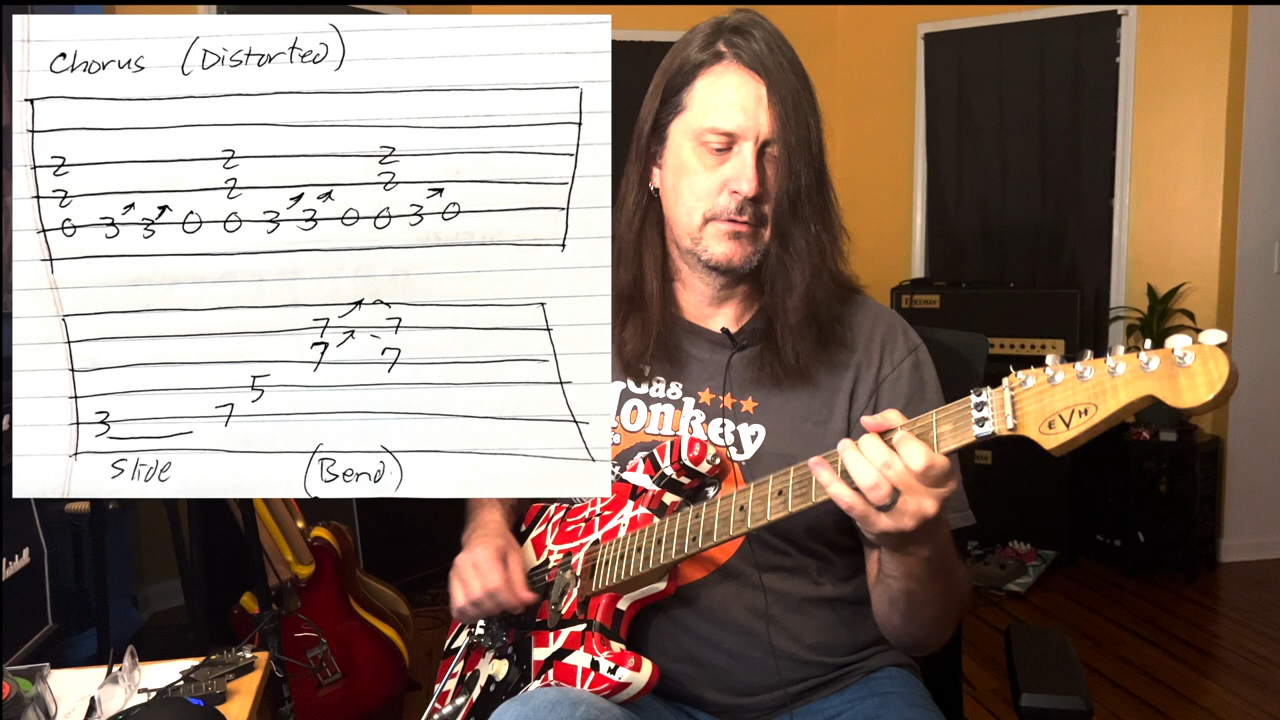 Chorus (Distorted)
2 2 2
2 2 2
0 3 3 0 0 3 3 0 0 3 0
7 7
7 7
5
3 7
Slide (Bend)
Gas
Monkey
EVH
Marshall